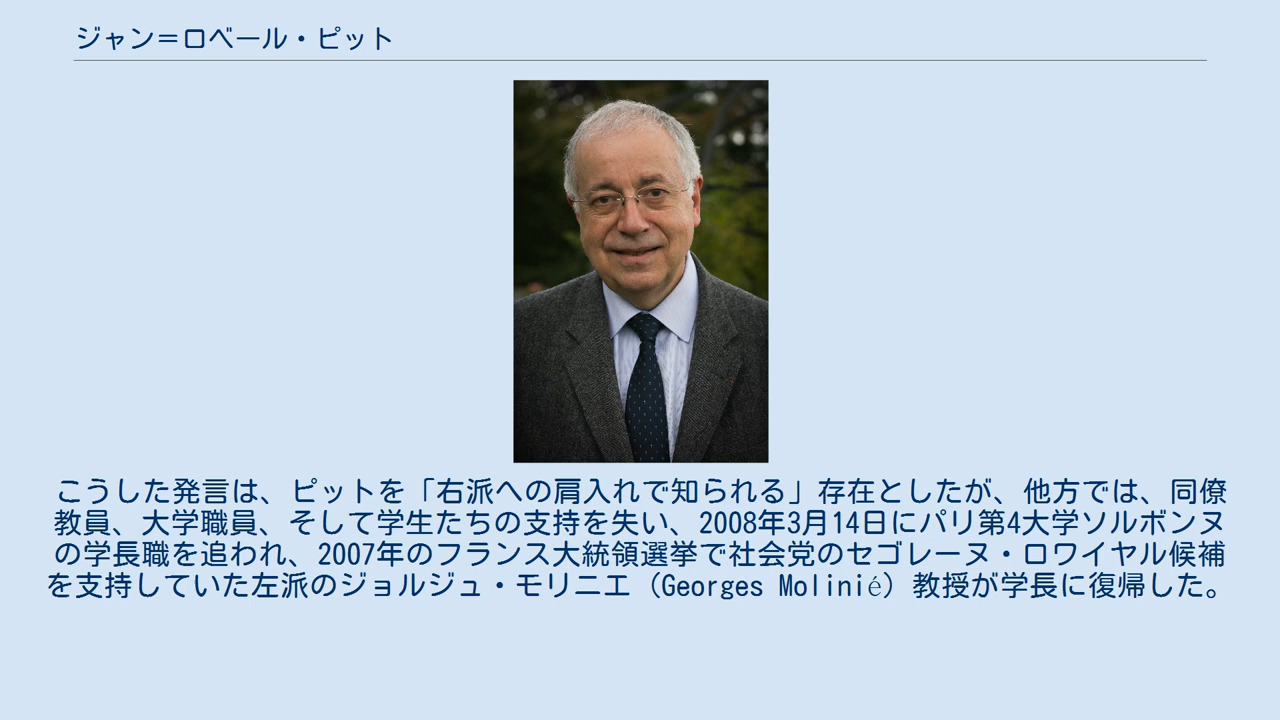 ジャン＝ロベール・ピット
こうした発言は、ピットを「右派への肩入れで知られる」存在としたが、他方では、同僚
教員、大学職員、そして学生たちの支持を失い、2008年3月14日にパリ第4大学ソルボンヌ
の学長職を追われ、2007年のフランス大統領選挙で社会党のセゴレーヌ・ロワイヤル候補
を支持していた左派のジョルジュ・モリニエ（Georges Molinié）教授が学長に復帰した。